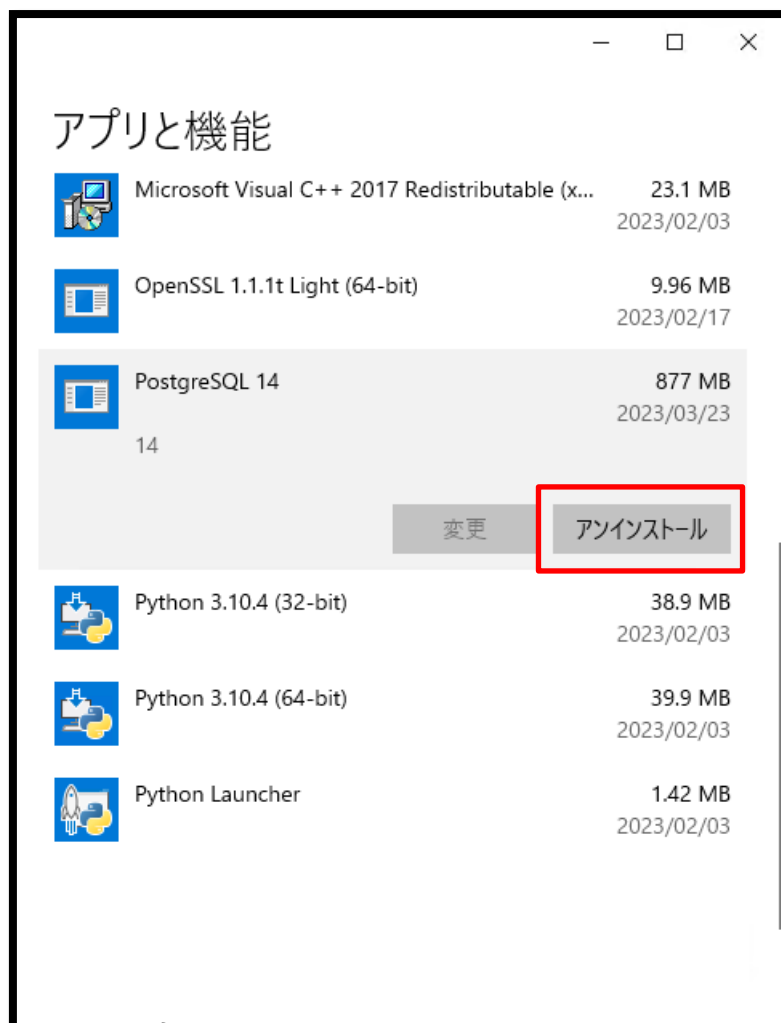 アプリと機能
Microsoft Visual C++ 2017 Redistributable (x... 23.1 MB
2023/02/03
OpenSSL 1.1.1t Light (64-bit) 9.96 MB
2023/02/17
PostgreSQL 14 877 MB
2023/03/23
14
変更 アンインストール
Python 3.10.4 (32-bit) 38.9 MB
2023/02/03
Python 3.10.4 (64-bit) 39.9 MB
2023/02/03
Python Launcher 1.42 MB
2023/02/03